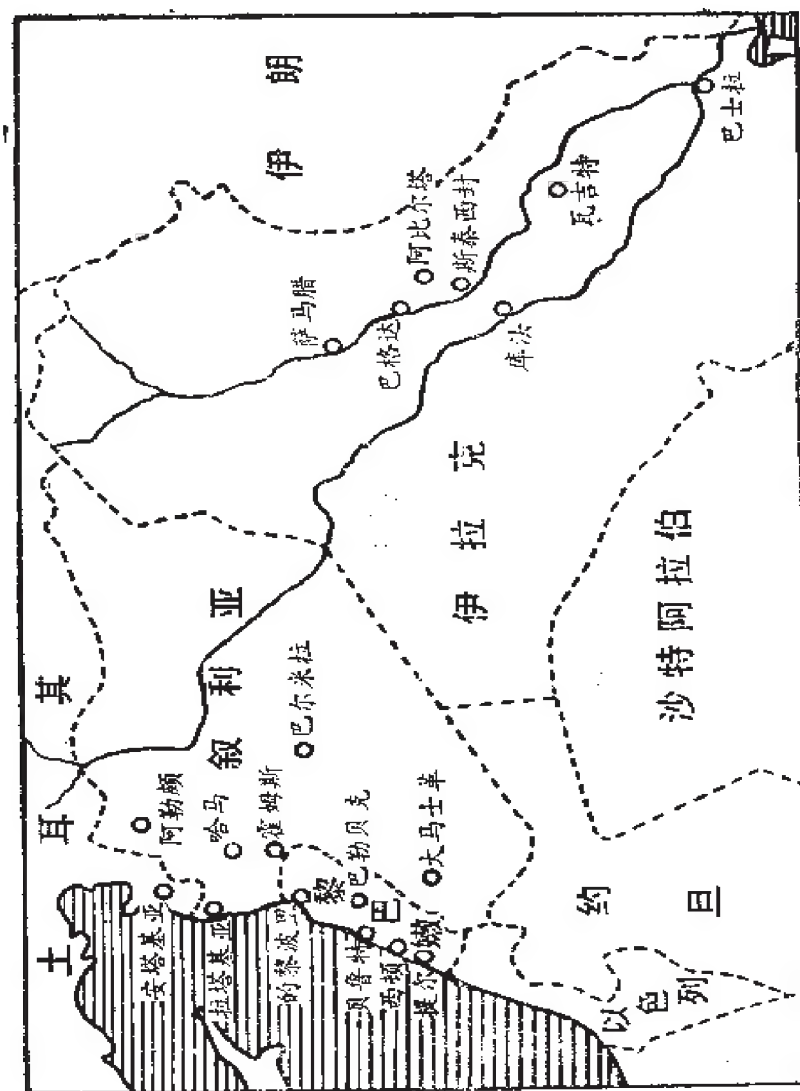 土耳其
安塔基亚
阿勒颇
拉塔基亚
哈马
叙利亚
霍姆斯
的黎波里
巴尔米拉
萨马腊
伊朗
黎巴嫩
巴勒贝克
贝鲁特
巴格达
西顿
阿比尔塔
提尔
大马士革
斯泰西封
伊拉克
库法
瓦吉特
约旦
以色列
沙特阿拉伯
巴士拉